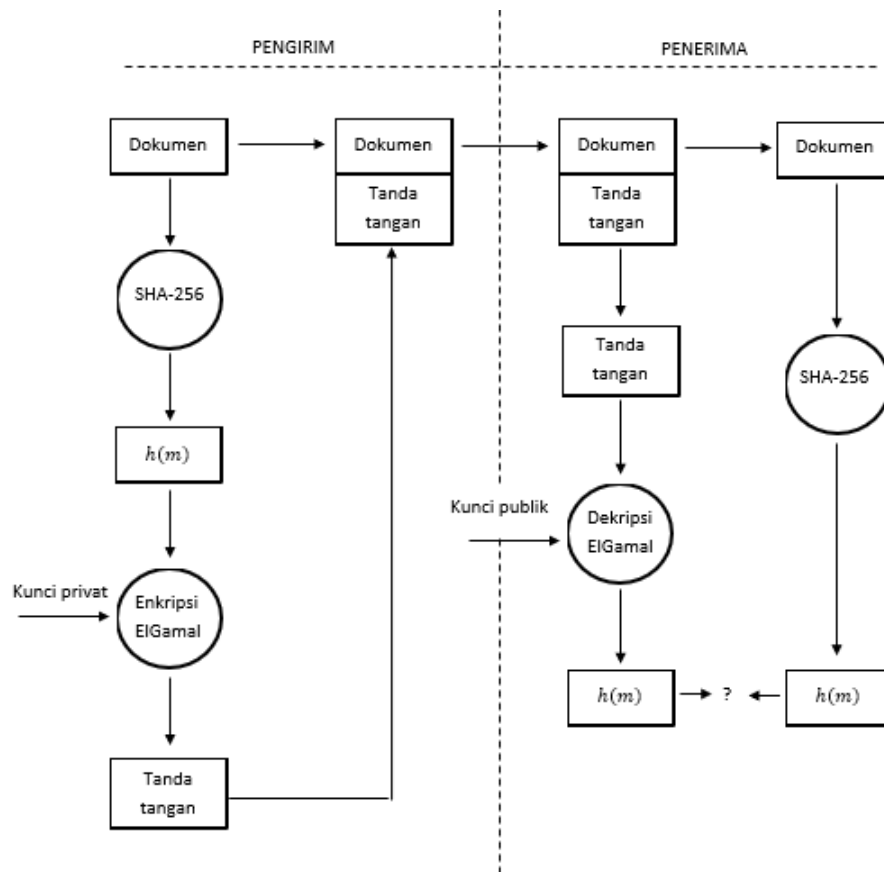 PENGIRIM
PENERIMA
Dokumen
Dokumen
Dokumen
Dokumen
Tanda
tangan
Tanda
tangan
SHA-256
Tanda
tangan
SHA-256
h(m)
Kunci publik
Dekripsi
ElGamal
Kunci privat
Enkripsi
ElGamal
h(m)
?
h(m)
Tanda
tangan